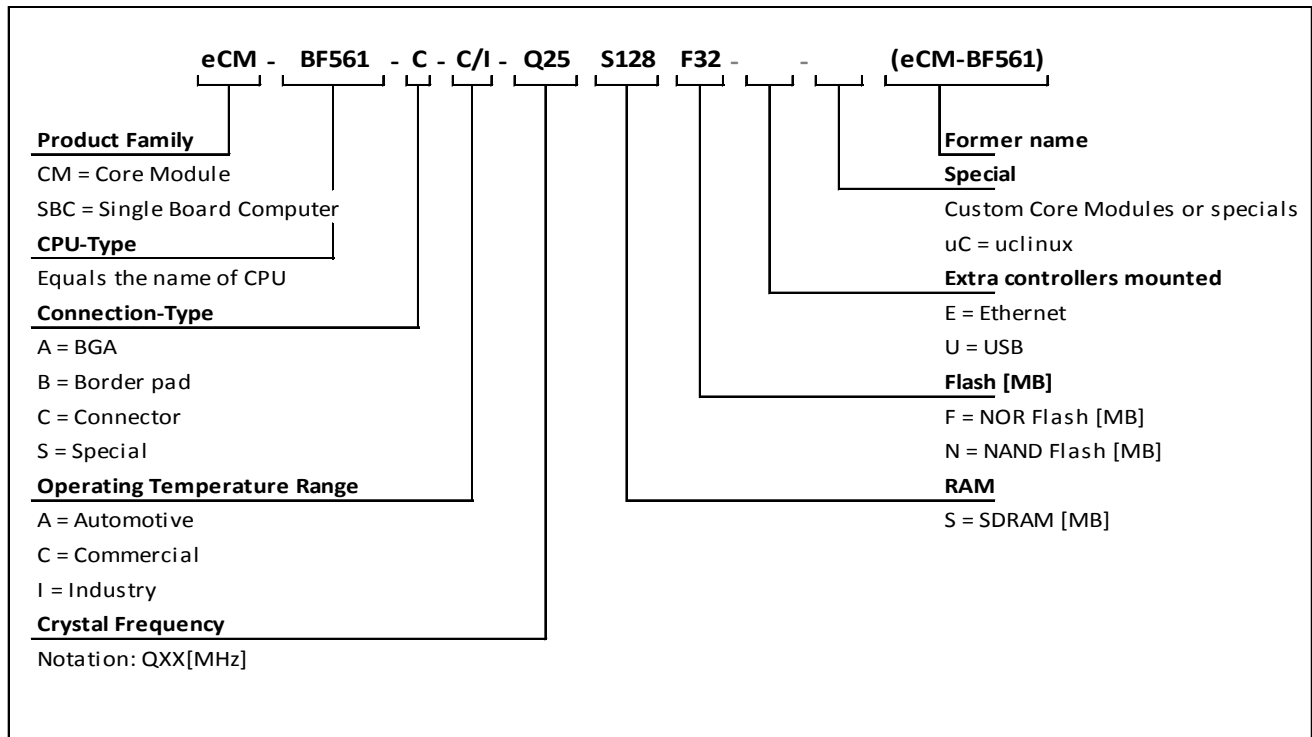 eCM - BF561 - C - C/I - Q25 S128 F32 - - (eCM-BF561)
Product Family
CM = Core Module
SBC = Single Board Computer
CPU-Type
Equals the name of CPU
Connection-Type
A = BGA
B = Border pad
C = Connector
S = Special
Operating Temperature Range
A = Automotive
C = Commercial
I = Industry
Crystal Frequency
Notation: QXX[MHz]
Former name
Special
Custom Core Modules or specials
uC = uclinux
Extra controllers mounted
E = Ethernet
U = USB
Flash [MB]
F = NOR Flash [MB]
N = NAND Flash [MB]
RAM
S = SDRAM [MB]